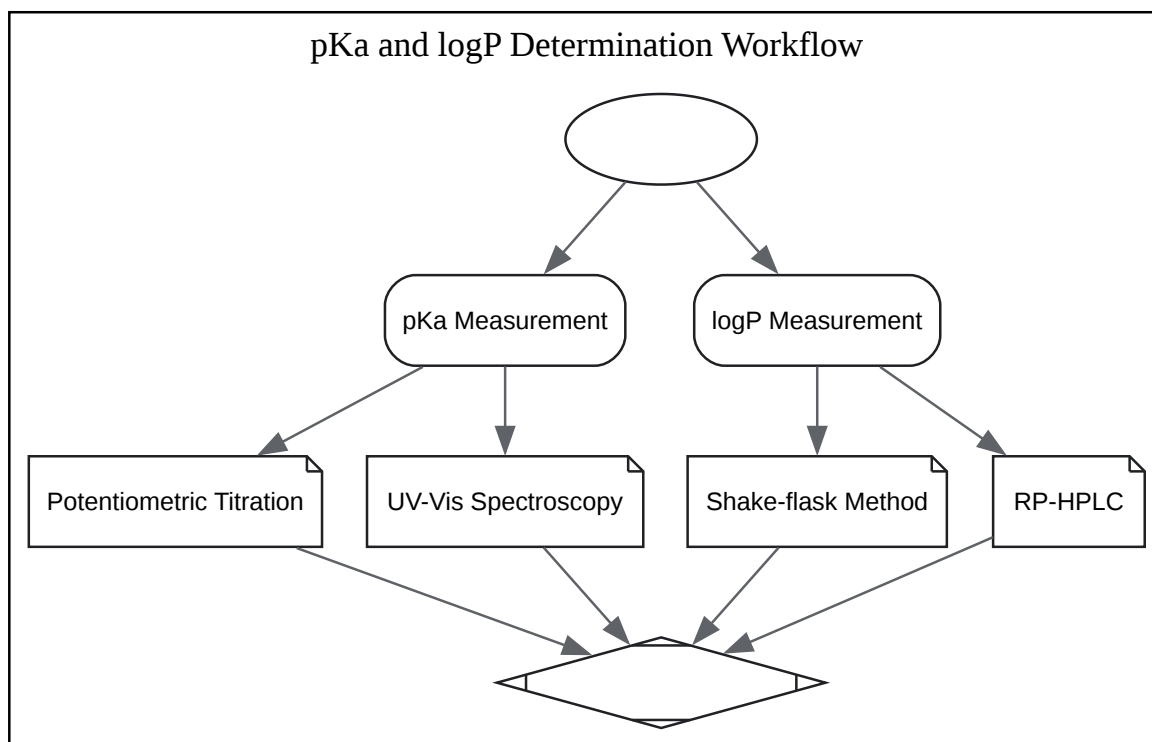 pKa and logP Determination Workflow
pKa Measurement
logP Measurement
Potentiometric Titration
UV-Vis Spectroscopy
Shake-flask Method
RP-HPLC